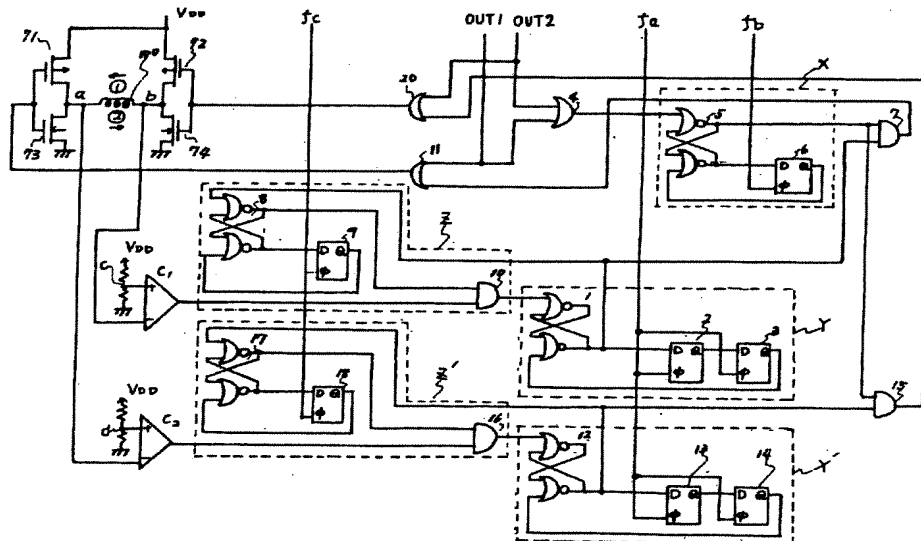 VDD
fc
OUT1 OUT2
fa
fb
71
72
20
4
X
a
b
1
2
5
7
73
74
11
6
D Q
φ
8
Z
VDD
9
D Q
φ
10
1
C
C1
Y
2
3
D Q
D Q
φ
φ
17
Z'
VDD
18
D Q
φ
15
16
12
d
C2
13
14
Y'
D Q
D Q
φ
φ